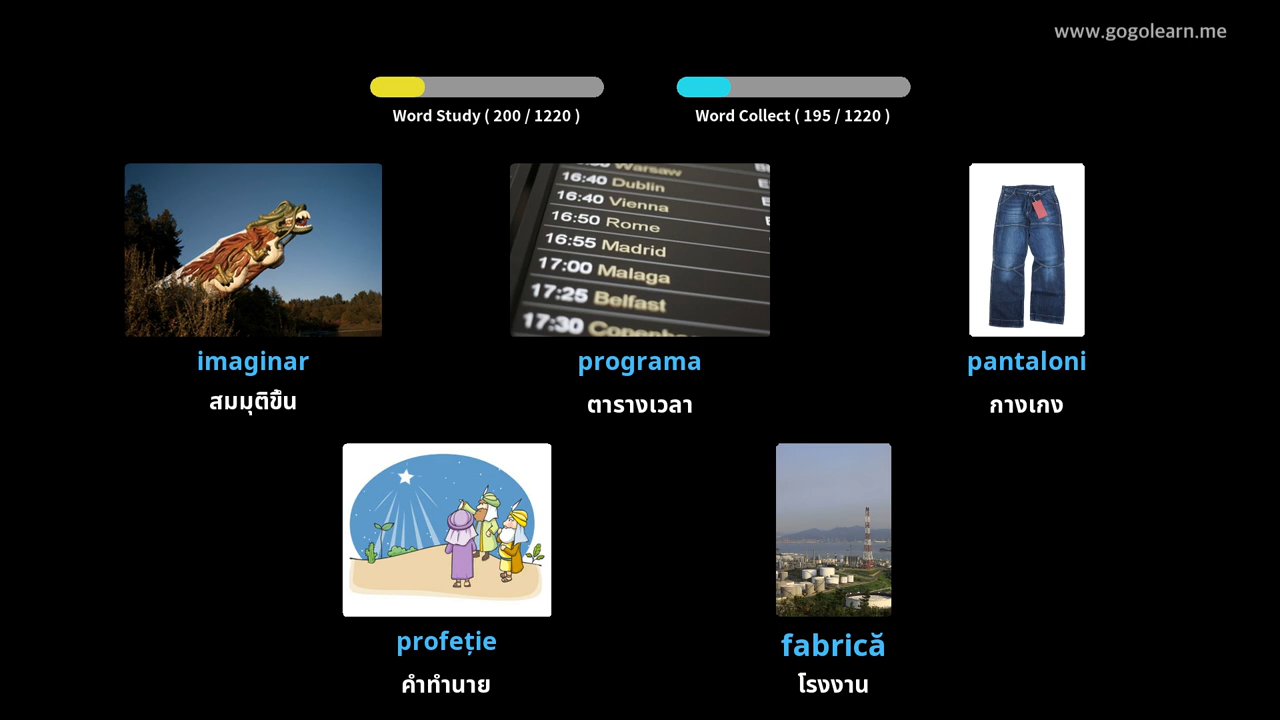 www.gogolearn.me
Word Study ( 200 / 1220 )
Word Collect ( 195 / 1220 )
Warsaw
16:40 Dublin
16:40 Vienna
16:50 Rome
16:55 Madrid
17:00 Malaga
17:25 Belfast
17:30
imaginar
programa
pantaloni
สมมุติขึ้น
ตารางเวลา
กางเกง
profeție
fabrică
คำทำนาย
โรงงาน